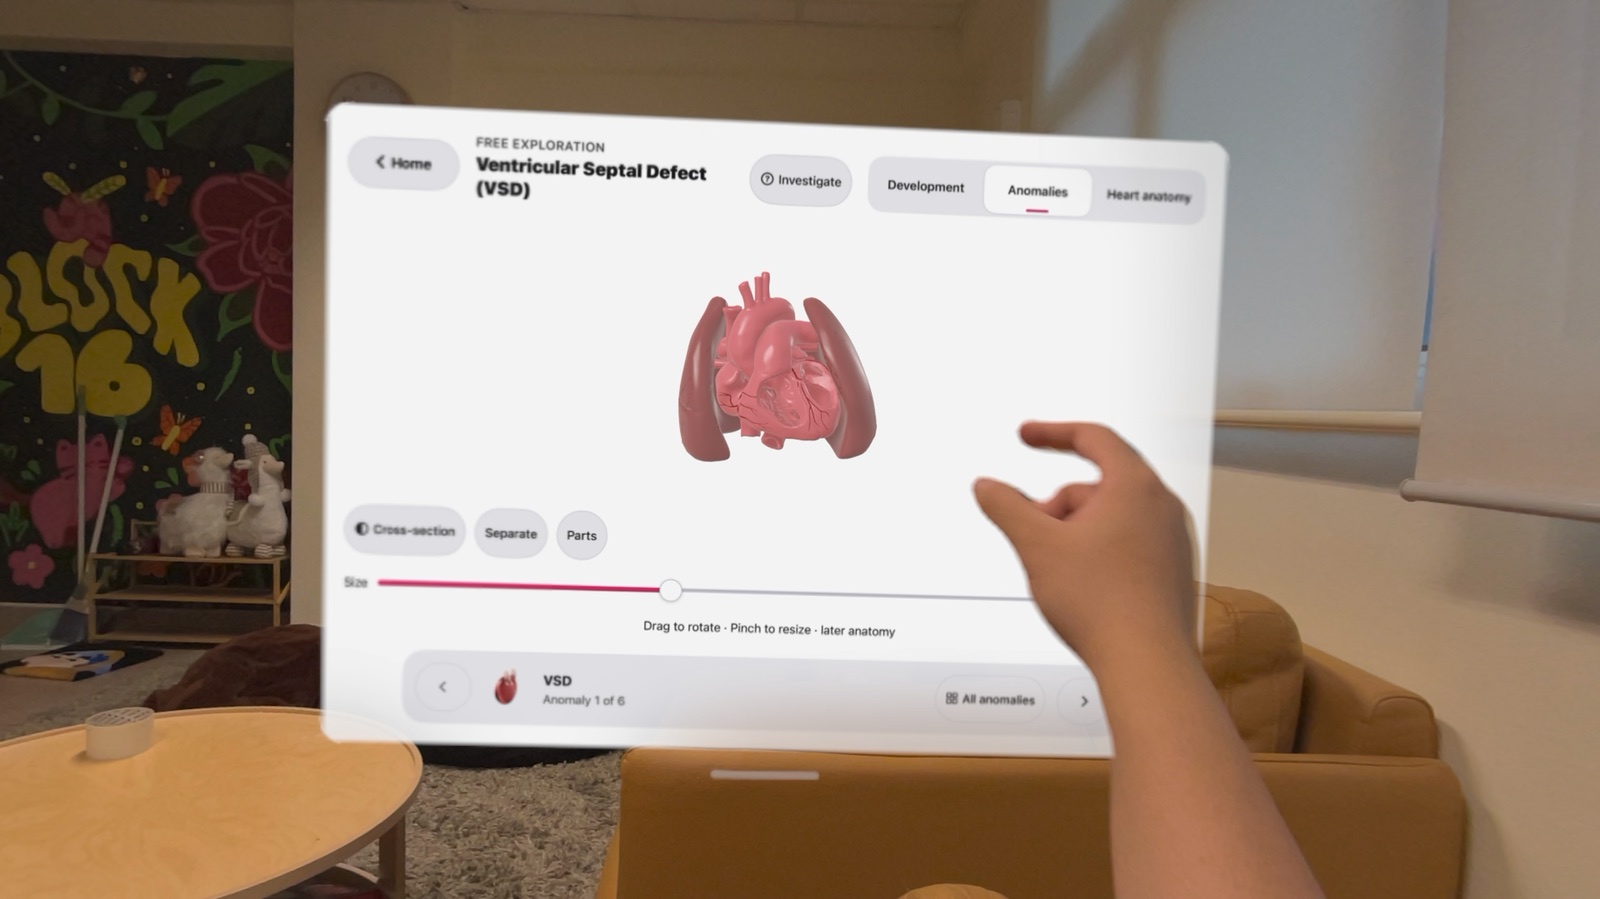 BLOCK
16
Home
FREE EXPLORATION
Ventricular Septal Defect
(VSD)
Investigate
Development
Anomalies
Heart anatomy
Cross-section
Separate
Parts
Size
Drag to rotate · Pinch to resize · later anatomy
VSD
Anomaly 1 of 6
All anomalies